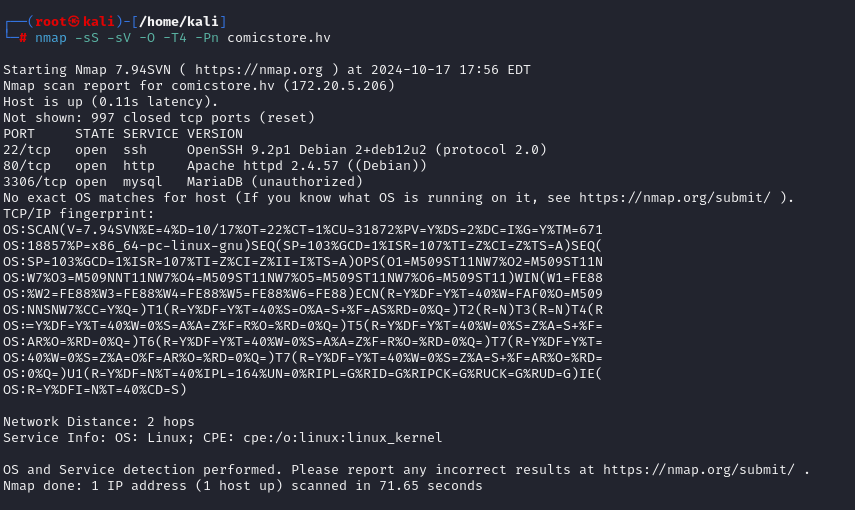 ┌──(root㉿kali)-[/home/kali]
└─# nmap -sS -sV -O -T4 -Pn comicstore.hv
Starting Nmap 7.94SVN ( https://nmap.org ) at 2024-10-17 17:56 EDT
Nmap scan report for comicstore.hv (172.20.5.206)
Host is up (0.11s latency).
Not shown: 997 closed tcp ports (reset)
PORT     STATE SERVICE VERSION
22/tcp   open  ssh     OpenSSH 9.2p1 Debian 2+deb12u2 (protocol 2.0)
80/tcp   open  http    Apache httpd 2.4.57 ((Debian))
3306/tcp open  mysql   MariaDB (unauthorized)
No exact OS matches for host (If you know what OS is running on it, see https://nmap.org/submit/ ).
TCP/IP fingerprint:
OS:SCAN(V=7.94SVN%E=4%D=10/17%OT=22%CT=1%CU=31872%PV=Y%DS=2%DC=I%G=Y%TM=671
OS:18857%P=x86_64-pc-linux-gnu)SEQ(SP=103%GCD=1%ISR=107%TI=Z%CI=Z%TS=A)SEQ(
OS:SP=103%GCD=1%ISR=107%TI=Z%CI=Z%II=I%TS=A)OPS(O1=M509ST11NW7%O2=M509ST11N
OS:W7%O3=M509NNT11NW7%O4=M509ST11NW7%O5=M509ST11NW7%O6=M509ST11)WIN(W1=FE88
OS:%W2=FE88%W3=FE88%W4=FE88%W5=FE88%W6=FE88)ECN(R=Y%DF=Y%T=40%W=FAF0%O=M509
OS:NNSNW7%CC=Y%Q=)T1(R=Y%DF=Y%T=40%S=O%A=S+%F=AS%RD=0%Q=)T2(R=N)T3(R=N)T4(R
OS:=Y%DF=Y%T=40%W=0%S=A%A=Z%F=R%O=%RD=0%Q=)T5(R=Y%DF=Y%T=40%W=0%S=Z%A=S+%F=
OS:AR%O=%RD=0%Q=)T6(R=Y%DF=Y%T=40%W=0%S=A%A=Z%F=R%O=%RD=0%Q=)T7(R=Y%DF=Y%T=
OS:40%W=0%S=Z%A=O%F=AR%O=%RD=0%Q=)T7(R=Y%DF=Y%T=40%W=0%S=Z%A=S+%F=AR%O=%RD=
OS:0%Q=)U1(R=Y%DF=N%T=40%IPL=164%UN=0%RIPL=G%RID=G%RIPCK=G%RUCK=G%RUD=G)IE(
OS:R=Y%DFI=N%T=40%CD=S)
Network Distance: 2 hops
Service Info: OS: Linux; CPE: cpe:/o:linux:linux_kernel
OS and Service detection performed. Please report any incorrect results at https://nmap.org/submit/ .
Nmap done: 1 IP address (1 host up) scanned in 71.65 seconds